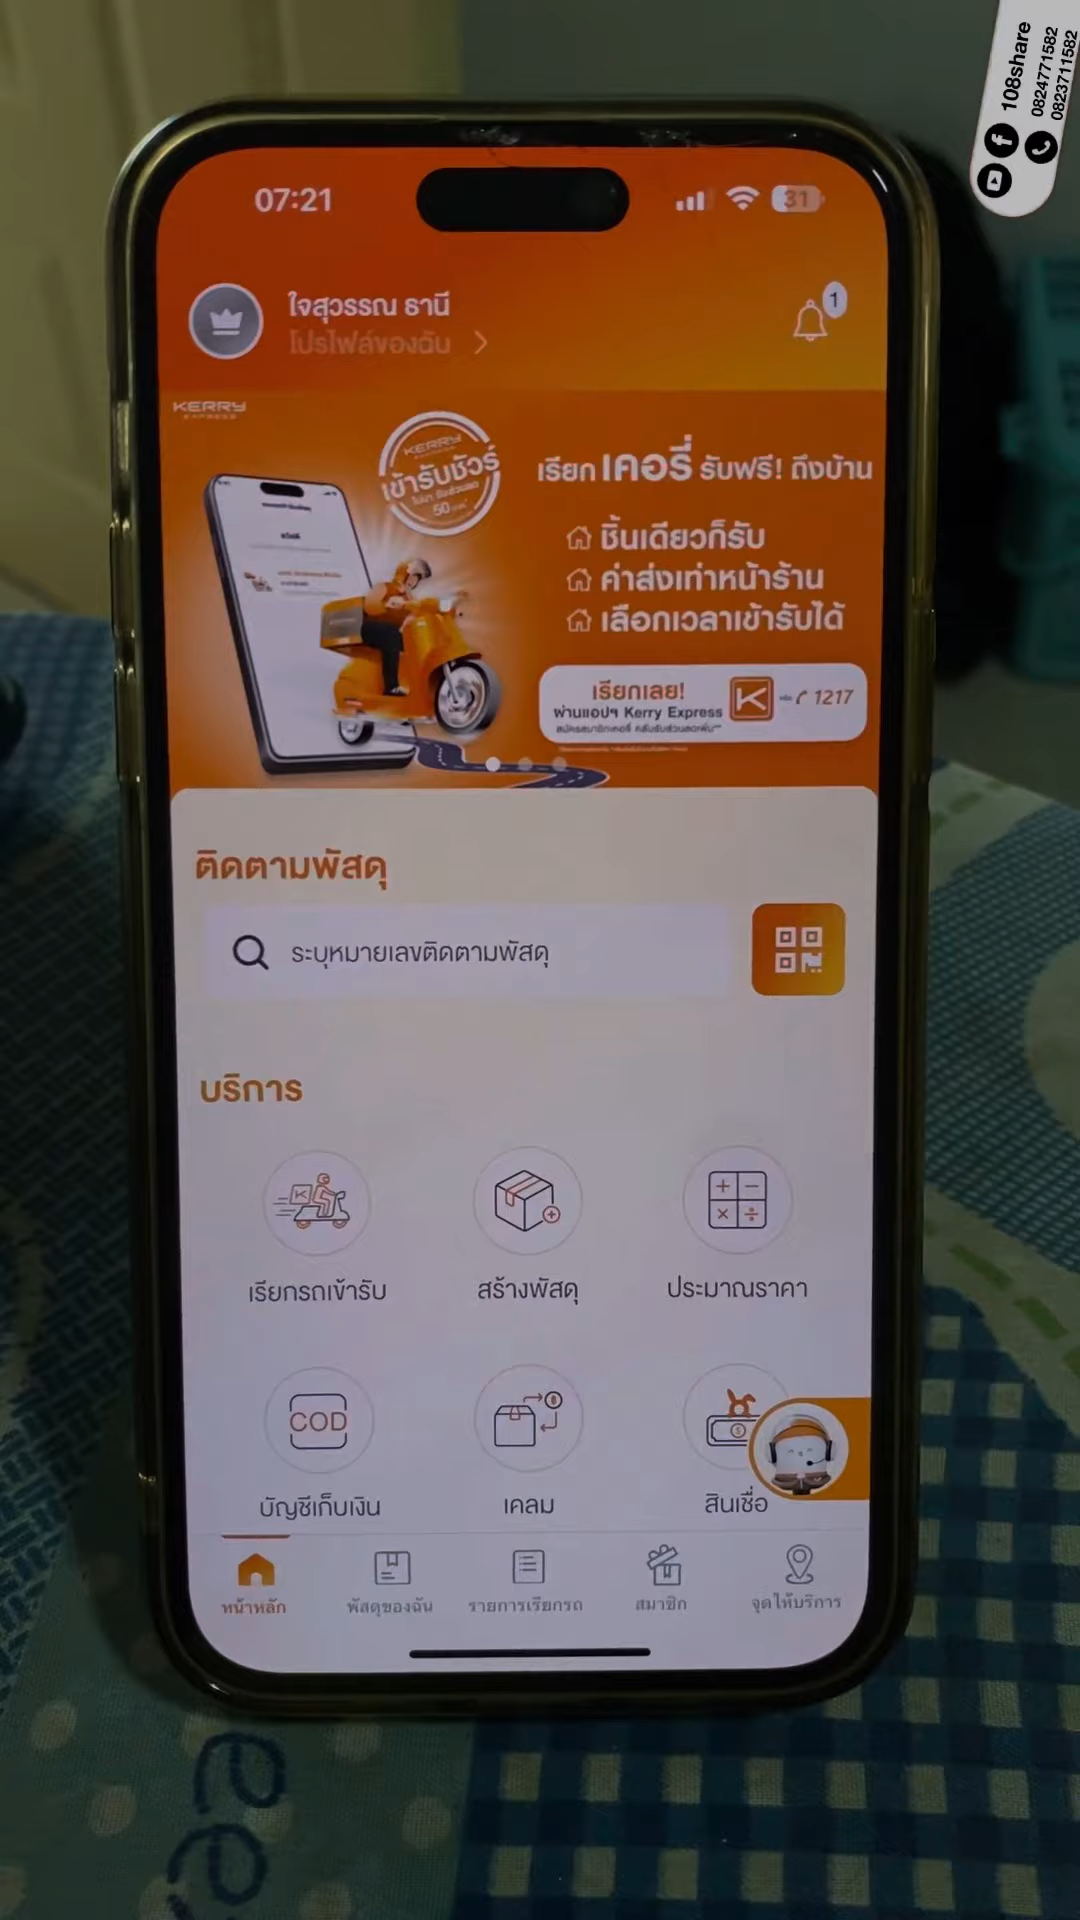 108share
0824771582
0823711582
07:21
31
ใจสุวรรณ ธานี
โปรไฟล์ของฉัน
1
KERRY
EXPRESS
KERRY
เข้ารับชัวร์
50
เรียก เคอรี่ รับฟรี! ถึงบ้าน
ชิ้นเดียวก็รับ
ค่าส่งเท่าหน้าร้าน
เลือกเวลาเข้ารับได้
เรียกเลย!
ผ่านแอปฯ Kerry Express
1217
ติดตามพัสดุ
ระบุหมายเลขติดตามพัสดุ
บริการ
เรียกรถเข้ารับ
สร้างพัสดุ
ประมาณราคา
COD
บัญชีเก็บเงิน
เคลม
สินเชื่อ
หน้าหลัก
พัสดุของฉัน
รายการเรียกรถ
สมาชิก
จุดให้บริการ